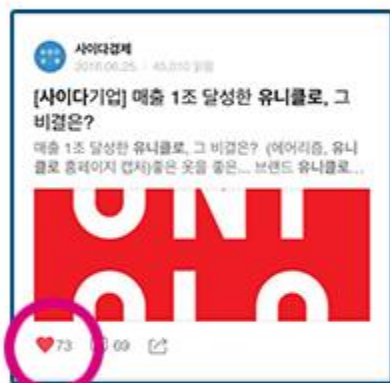 사이다경제
2016.06.25 · 45,010 읽음
[사이다기업] 매출 1조 달성한 유니클로, 그
비결은?
매출 1조 달성한 유니클로, 그 비결은? (에어리즘, 유니
클로 홈페이지 캡처)좋은 옷을 좋은... 브랜드 유니클로...
UNI
QLO
73 69